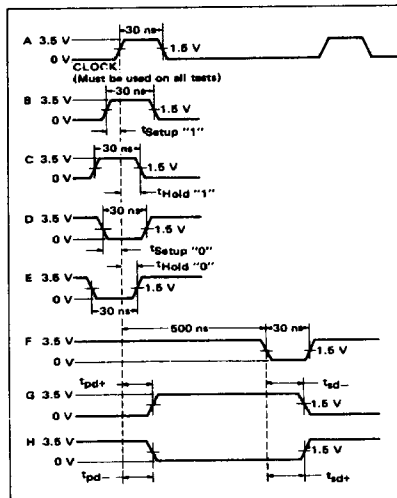 30 ns
A 3.5 V
1.5 V
0 V
CLOCK
(Must be used on all tests)
30 ns
B 3.5 V
1.5 V
0 V
tSetup "1"
30 ns
C 3.5 V
1.5 V
0 V
tHold "1"
30 ns
D 3.5 V
1.5 V
0 V
tSetup "0"
tHold "0"
E 3.5 V
1.5 V
0 V
30 ns
500 ns
30 ns
F 3.5 V
1.5 V
0 V
tpd+
tsd−
G 3.5 V
1.5 V
0 V
H 3.5 V
1.5 V
0 V
tpd−
tsd+